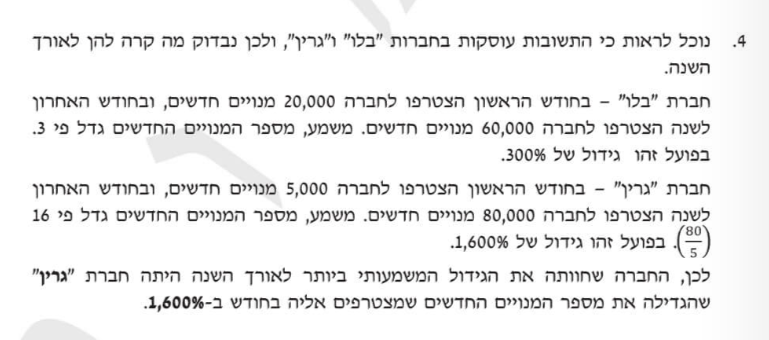 4. נוכל לראות כי התשובות עוסקות בחברות "בלו" ו"גרין", ולכן נבדוק מה קרה להן לאורך
השנה.
חברת "בלו" – בחודש הראשון הצטרפו לחברה 20,000 מנויים חדשים, ובחודש האחרון
לשנה הצטרפו לחברה 60,000 מנויים חדשים. משמע, מספר המנויים החדשים גדל פי 3.
בפועל זהו גידול של 300%.
חברת "גרין" – בחודש הראשון הצטרפו לחברה 5,000 מנויים חדשים, ובחודש האחרון
לשנה הצטרפו לחברה 80,000 מנויים חדשים. משמע, מספר המנויים החדשים גדל פי 16
(80/5). בפועל זהו גידול של 1,600%.
לכן, החברה שחוותה את הגידול המשמעותי ביותר לאורך השנה היתה חברת "גרין"
שהגדילה את מספר המנויים החדשים שמצטרפים אליה בחודש ב-1,600%.